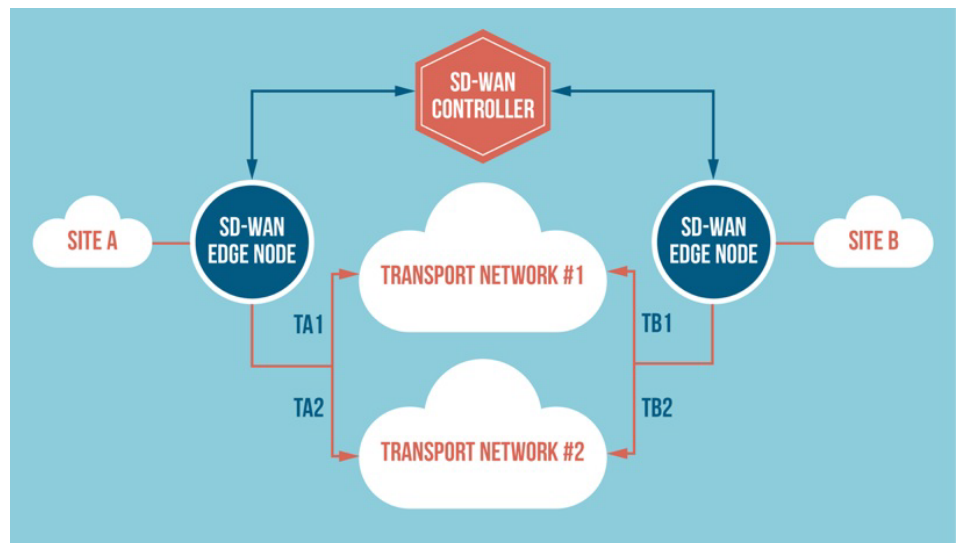 SD-WAN
CONTROLLER
SITE A
SD-WAN
EDGE NODE
TRANSPORT NETWORK #1
SD-WAN
EDGE NODE
SITE B
TA1
TB1
TA2
TB2
TRANSPORT NETWORK #2